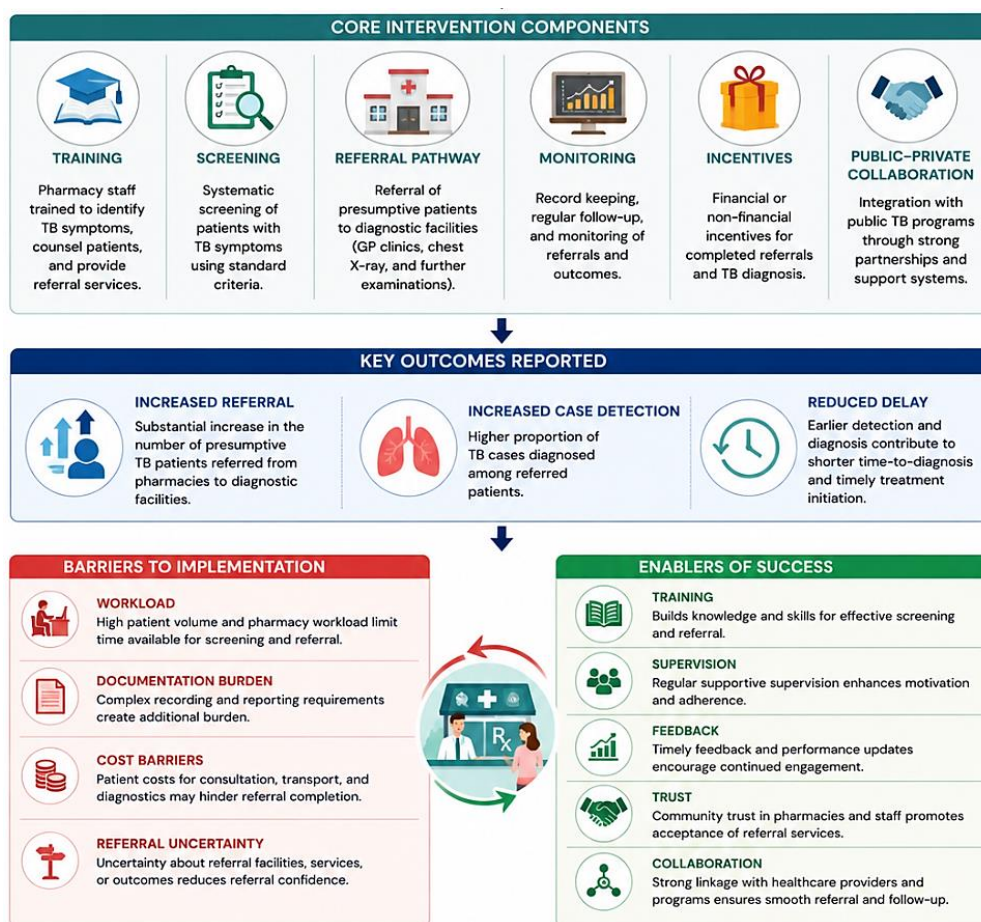 CORE INTERVENTION COMPONENTS
TRAINING
Pharmacy staff
trained to identify
TB symptoms,
counsel patients,
and provide
referral services.
SCREENING
Systematic
screening of
patients with
TB symptoms
using standard
criteria.
REFERRAL PATHWAY
Referral of
presumptive patients
to diagnostic facilities
(GP clinics, chest
X-ray, and further
examinations).
MONITORING
Record keeping,
regular follow-up,
and monitoring of
referrals and
outcomes.
INCENTIVES
Financial or
non-financial
incentives for
completed referrals
and TB diagnosis.
PUBLIC–PRIVATE
COLLABORATION
Integration with
public TB programs
through strong
partnerships and
support systems.
KEY OUTCOMES REPORTED
INCREASED REFERRAL
Substantial increase in the
number of presumptive
TB patients referred from
pharmacies to diagnostic
facilities.
INCREASED CASE DETECTION
Higher proportion of
TB cases diagnosed
among referred
patients.
REDUCED DELAY
Earlier detection and
diagnosis contribute to
shorter time-to-diagnosis
and timely treatment
initiation.
BARRIERS TO IMPLEMENTATION
WORKLOAD
High patient volume and pharmacy workload limit
time available for screening and referral.
DOCUMENTATION BURDEN
Complex recording and reporting requirements
create additional burden.
COST BARRIERS
Patient costs for consultation, transport, and
diagnostics may hinder referral completion.
REFERRAL UNCERTAINTY
Uncertainty about referral facilities, services,
or outcomes reduces referral confidence.
Rx
ENABLERS OF SUCCESS
TRAINING
Builds knowledge and skills for effective screening
and referral.
SUPERVISION
Regular supportive supervision enhances motivation
and adherence.
FEEDBACK
Timely feedback and performance updates
encourage continued engagement.
TRUST
Community trust in pharmacies and staff promotes
acceptance of referral services.
COLLABORATION
Strong linkage with healthcare providers and
programs ensures smooth referral and follow-up.